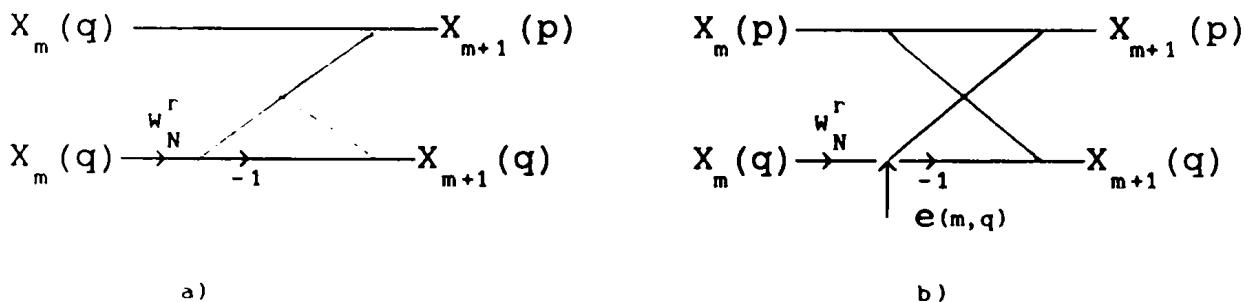 X_m(q) X_{m+1}(p) X_m(p) X_{m+1}(p)
W_N^r W_N^r
X_m(q) -1 X_{m+1}(q) X_m(q) -1 X_{m+1}(q)
e(m,q)
a) b)